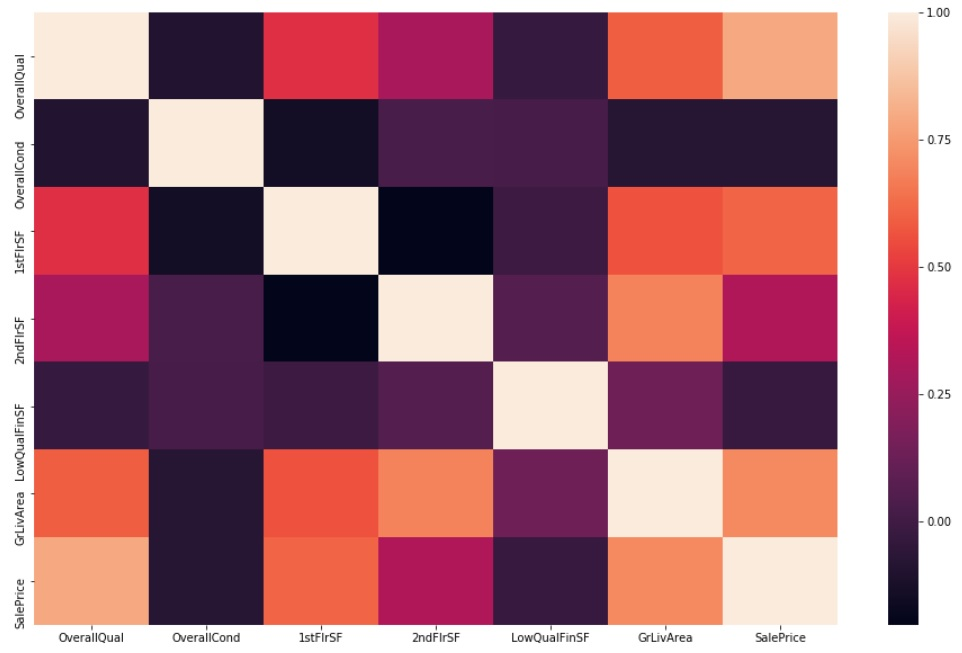 OverallQual
OverallCond
1stFlrSF
2ndFlrSF
LowQualFinSF
GrLivArea
SalePrice
OverallQual OverallCond 1stFlrSF 2ndFlrSF LowQualFinSF GrLivArea SalePrice
1.00
0.75
0.50
0.25
0.00